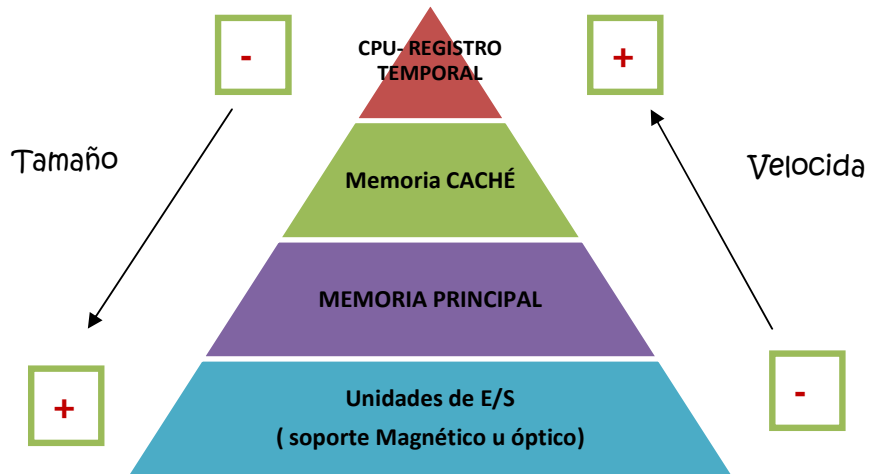 -
CPU- REGISTRO
TEMPORAL
+
Tamaño
Memoria CACHÉ
Velocida
MEMORIA PRINCIPAL
+
Unidades de E/S
( soporte Magnético u óptico)
-